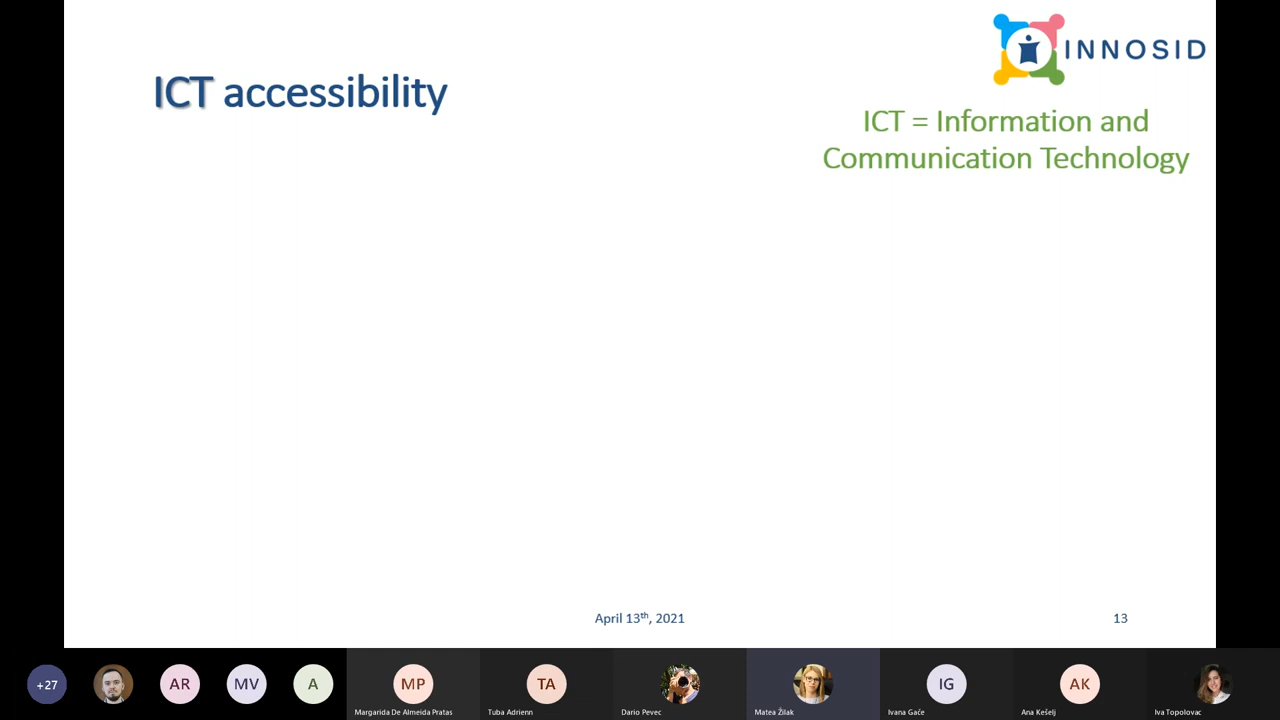 INNOSID
ICT accessibility
ICT = Information and
Communication Technology
April 13th, 2021
13
+27
AR
MV
A
MP
TA
IG
AK
Margarida De Almeida Pratas
Tuba Adrienn
Dario Pevec
Matea Žilak
Ivana Gaće
Ana Kešelj
Iva Topolovac